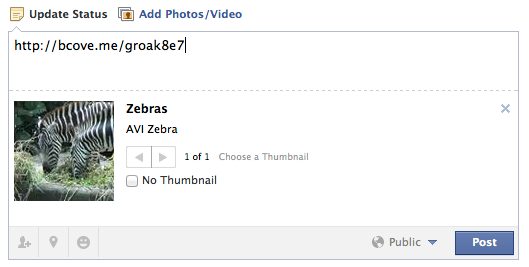 Update Status Add Photos/Video
http://bcove.me/groak8e7
Zebras
AVI Zebra
1 of 1 Choose a Thumbnail
No Thumbnail
Public Post